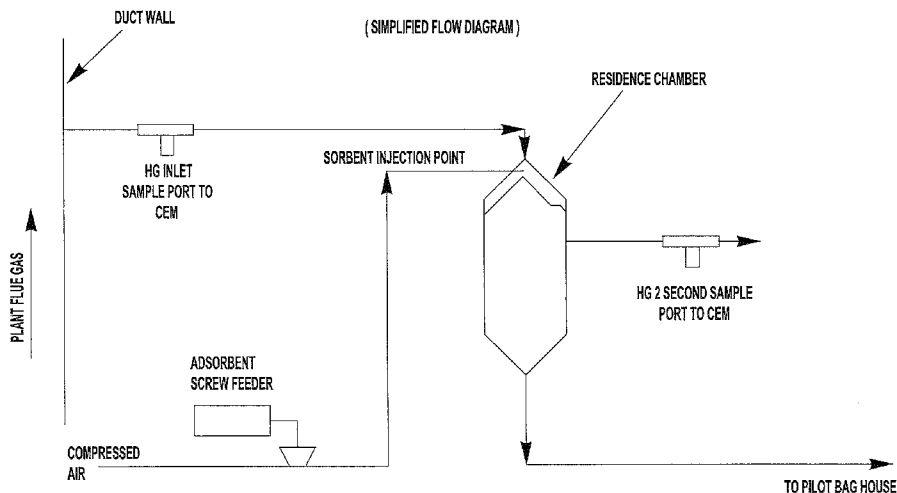 DUCT WALL
( SIMPLIFIED FLOW DIAGRAM )
RESIDENCE CHAMBER
SORBENT INJECTION POINT
HG INLET
SAMPLE PORT TO
CEM
PLANT FLUE GAS
HG 2 SECOND SAMPLE
PORT TO CEM
ADSORBENT
SCREW FEEDER
COMPRESSED
AIR
TO PILOT BAG HOUSE